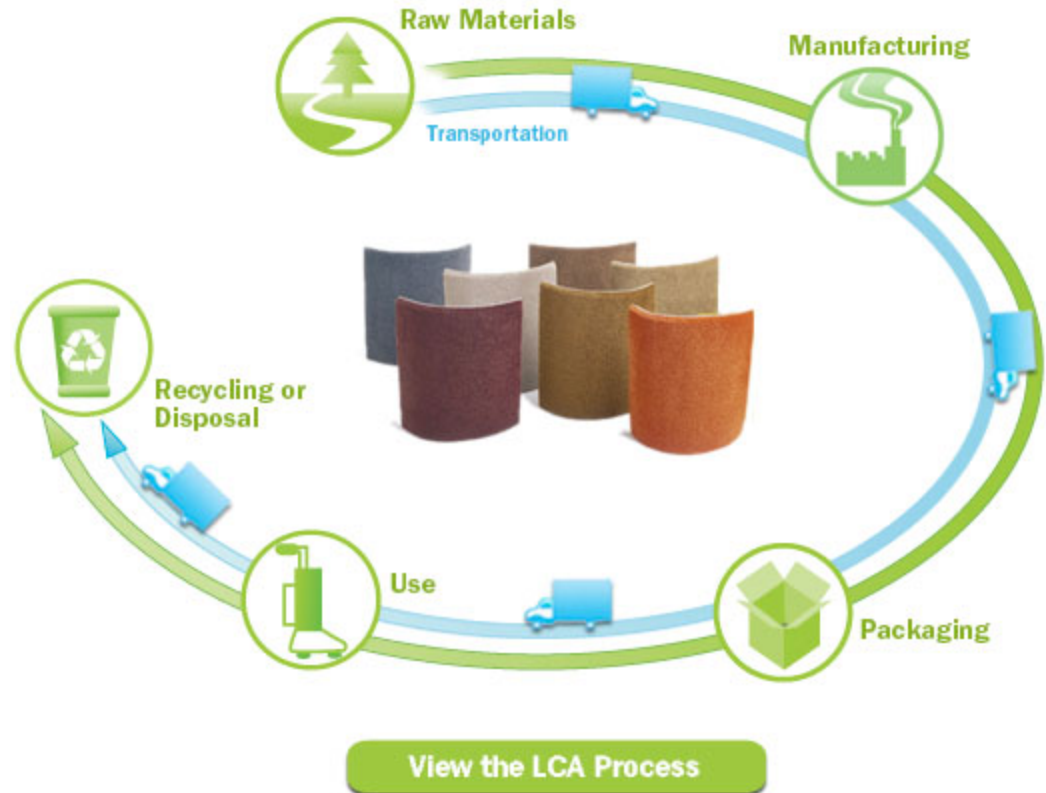 Raw Materials
Manufacturing
Transportation
Recycling or
Disposal
Use
Packaging
View the LCA Process